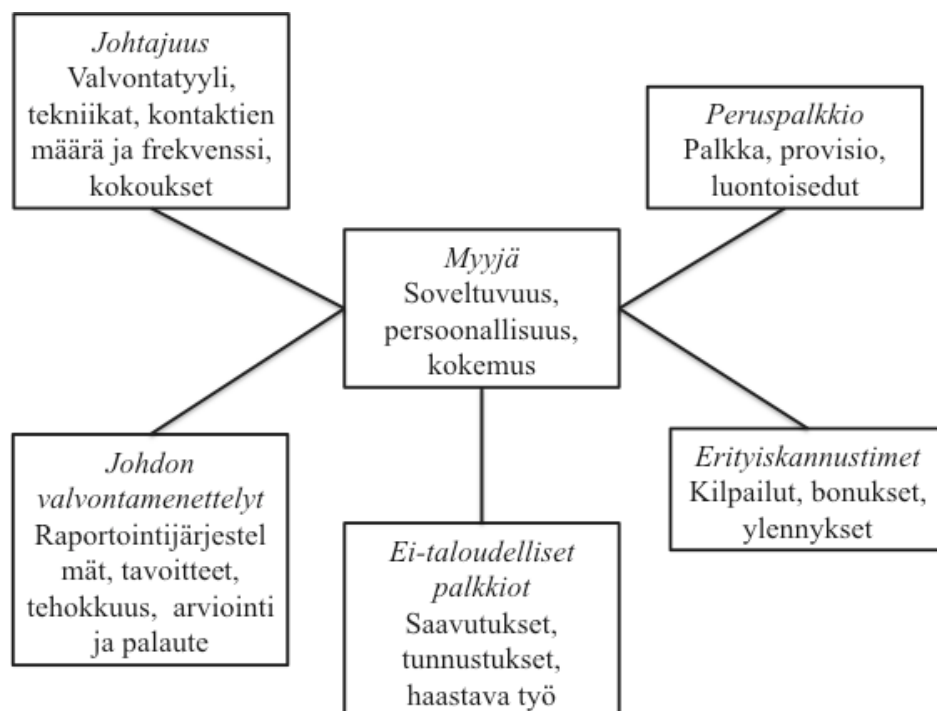 Johtajuus
Valvontatyyli,
tekniikat, kontaktien
määrä ja frekvenssi,
kokoukset
Peruspalkkio
Palkka, provisio,
luontoisedut
Myyjä
Soveltuvuus,
persoonallisuus,
kokemus
Johdon
valvontamenettelyt
Raportointijärjestel
mät, tavoitteet,
tehokkuus, arviointi
ja palaute
Ei-taloudelliset
palkkiot
Saavutukset,
tunnustukset,
haastava työ
Erityiskannustimet
Kilpailut, bonukset,
ylennykset